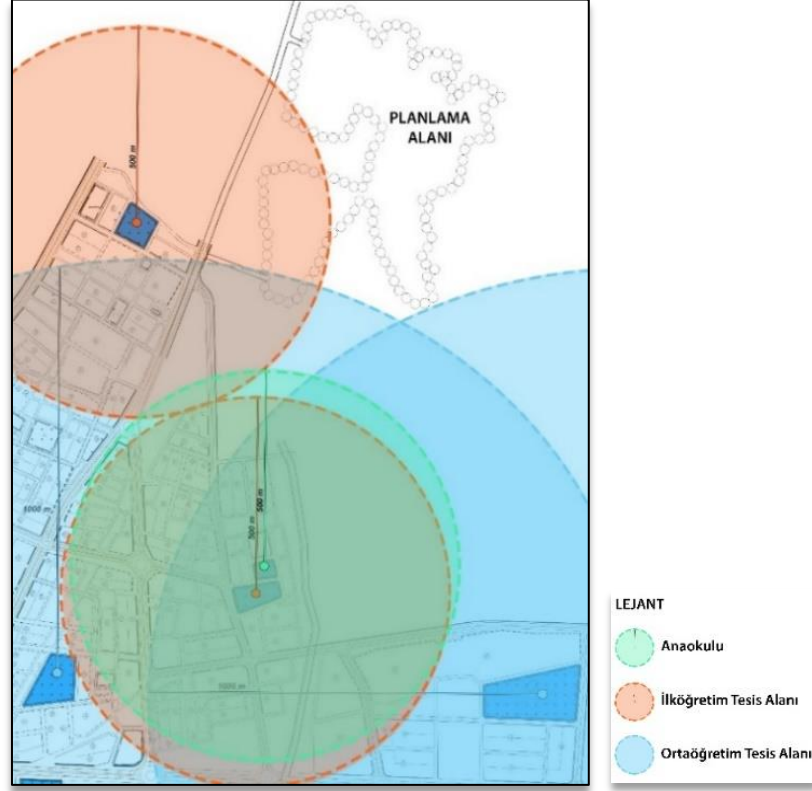 PLANLAMA
ALANI
500 m
500 m
500 m
1000 m
1000 m
LEJANT
Anaokulu
İlköğretim Tesis Alanı
Ortaöğretim Tesis Alanı